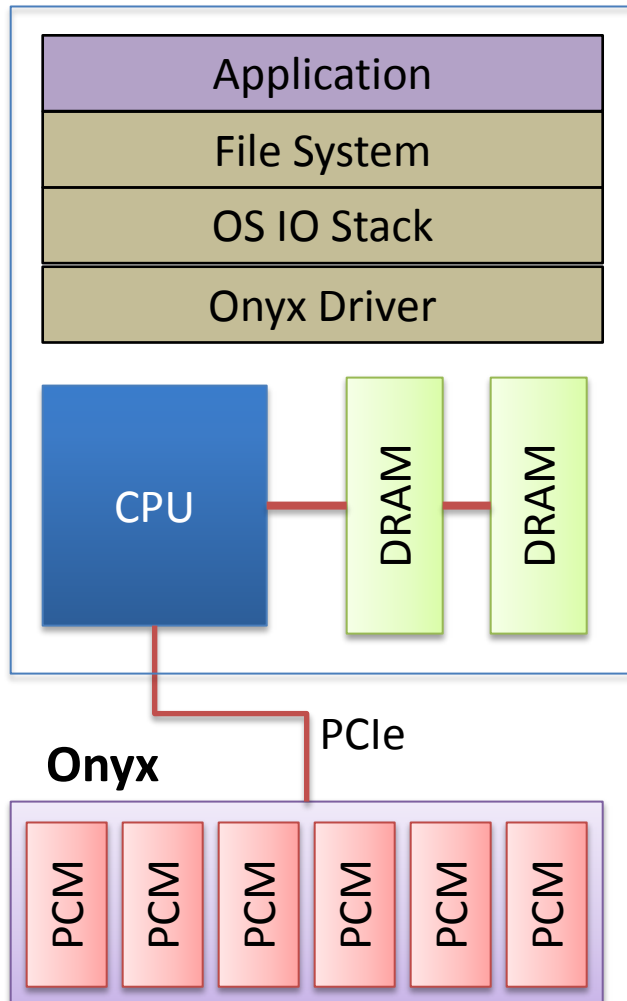 Application
File System
OS IO Stack
Onyx Driver
CPU
DRAM
DRAM
PCIe
Onyx
PCM
PCM
PCM
PCM
PCM
PCM